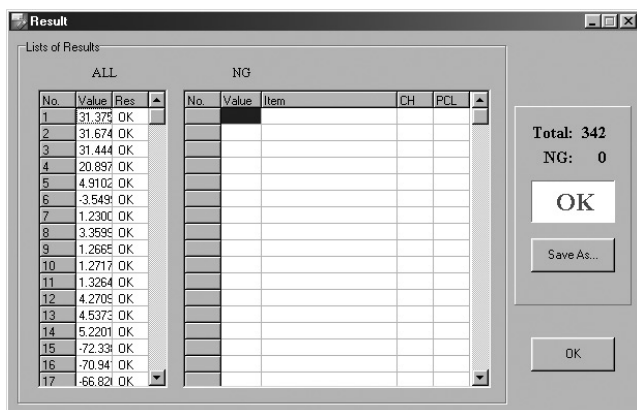 Result
Lists of Results
ALL NG
No. Value Res No. Value Item CH PCL
1 31.375 OK
2 31.674 OK
3 31.444 OK
4 20.897 OK
5 4.9102 OK
6 -3.549 OK
7 1.2300 OK
8 3.3599 OK
9 1.2665 OK
10 1.2717 OK
11 1.3264 OK
12 4.2709 OK
13 4.5373 OK
14 5.2201 OK
15 -72.33 OK
16 -70.94 OK
17 -66.82 OK
Total: 342
NG: 0
OK
Save As...
OK